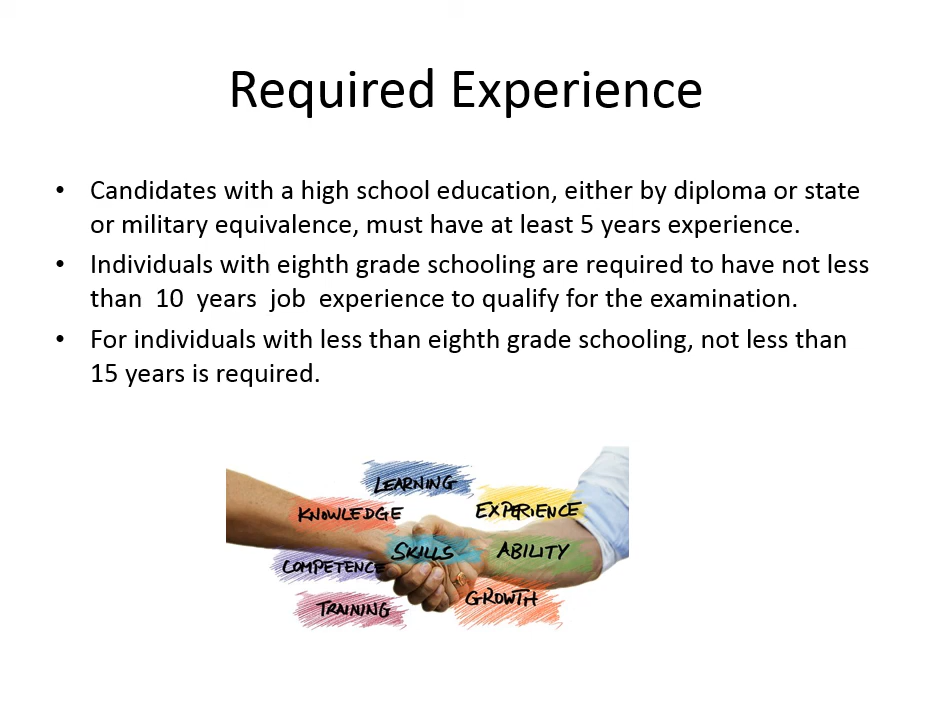 Required Experience
• Candidates with a high school education, either by diploma or state
or military equivalence, must have at least 5 years experience.
• Individuals with eighth grade schooling are required to have not less
than  10  years  job  experience to qualify for the examination.
• For individuals with less than eighth grade schooling, not less than
15 years is required.
LEARNING
KNOWLEDGE
EXPERIENCE
SKILLS
ABILITY
COMPETENCE
GROWTH
TRAINING